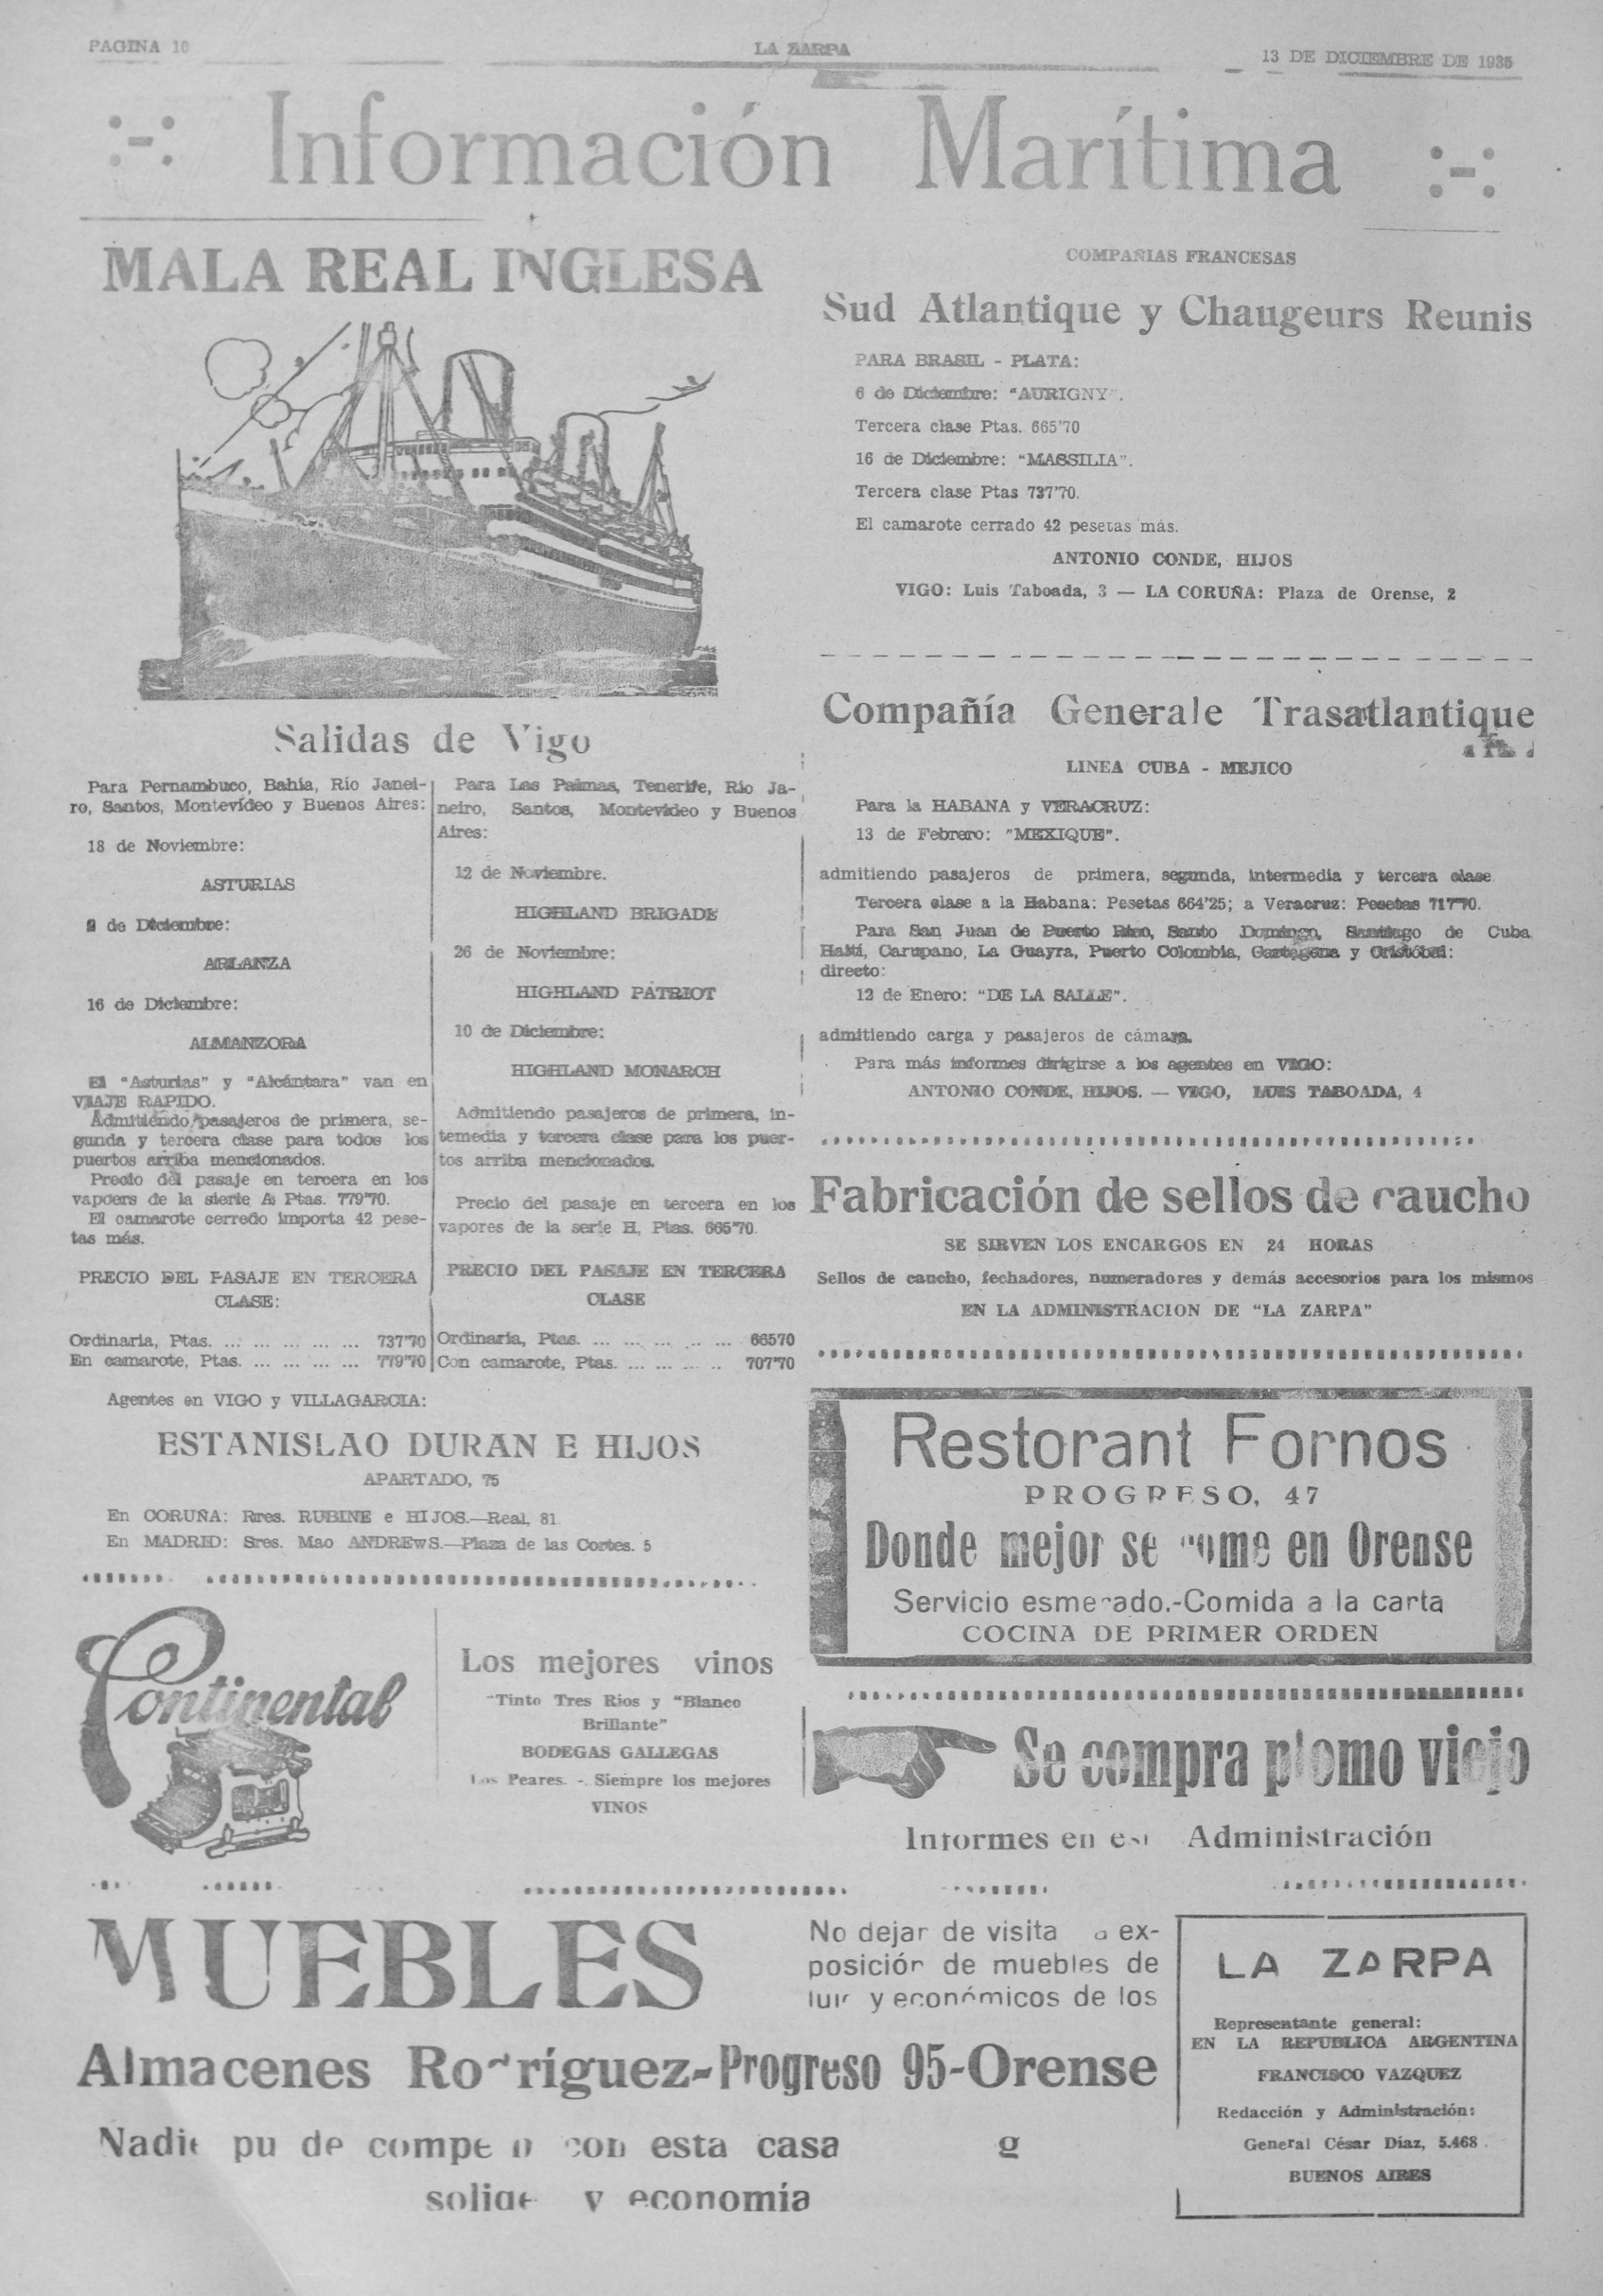 PAGINA 10
LA ZARPA
13 DE DICIEMBRE DE 1935
:-: Información Marítima :-:
MALA REAL INGLESA
Salidas de Vigo
Para Pernambuco, Bahía, Río Janei-
ro, Santos, Montevídeo y Buenos Aires:
18 de Noviembre:
ASTURIAS
2 de Diciembre:
ARLANZA
16 de Diciembre:
ALMANZORA
El "Asturias" y "Alcántara" van en
VIAJE RAPIDO.
Admitiendo pasajeros de primera, se-
gunda y tercera clase para todos los
puertos arriba mencionados.
Precio del pasaje en tercera en los
vapoers de la sierie A: Ptas. 779'70.
El camarote cerredo importa 42 pese-
tas más.
PRECIO DEL PASAJE EN TERCERA
CLASE:
Ordinaria, Ptas. ... ... ... ... ... 737'70
En camarote, Ptas. ... ... ... ... 779'70
Para Las Palmas, Tenerife, Río Ja-
neiro, Santos, Montevideo y Buenos
Aires:
12 de Noviembre.
HIGHLAND BRIGADE
26 de Noviembre:
HIGHLAND PATRIOT
10 de Diciembre:
HIGHLAND MONARCH
Admitiendo pasajeros de primera, in-
temedia y tercera clase para los puer-
tos arriba mencionados.
Precio del pasaje en tercera en los
vapores de la serie H, Ptas. 665'70.
PRECIO DEL PASAJE EN TERCERA
CLASE
Ordinaria, Ptas. ... ... ... .. ... 66570
Con camarote, Ptas. ... ... ... .. 707'70
Agentes en VIGO y VILLAGARCIA:
ESTANISLAO DURAN E HIJOS
APARTADO, 75
En CORUÑA: Rres. RUBINE e HIJOS.—Real, 81.
En MADRID: Sres. Mao ANDREWS.—Plaza de las Cortes. 5
Continental
Los mejores vinos
"Tinto Tres Ríos y "Blanco
Brillante"
BODEGAS GALLEGAS
Los Peares. - Siempre los mejores
VINOS
COMPAÑIAS FRANCESAS
Sud Atlantique y Chaugeurs Reunis
PARA BRASIL - PLATA:
6 de Diciembre: "AURIGNY".
Tercera clase Ptas. 665'70
16 de Diciembre: "MASSILIA".
Tercera clase Ptas 737'70.
El camarote cerrado 42 pesetas más.
ANTONIO CONDE, HIJOS
VIGO: Luis Taboada, 3 — LA CORUÑA: Plaza de Orense, 2
Compañía Generale Trasatlantique
LINEA CUBA - MEJICO
Para la HABANA y VERACRUZ:
13 de Febrero: "MEXIQUE".
admitiendo pasajeros de primera, segunda, intermedia y tercera clase.
Tercera clase a la Habana: Pesetas 664'25; a Veracruz: Pesetas 717'70.
Para San Juan de Puerto Rico, Santo Domingo, Santiago de Cuba
Haití, Carupano, La Guayra, Puerto Colombia, Cartagena y Cristóbal:
directo:
12 de Enero: "DE LA SALLE".
admitiendo carga y pasajeros de cámara.
Para más informes dirigirse a los agentes en VIGO:
ANTONIO CONDE, HIJOS. — VIGO, LUIS TABOADA, 4
Fabricación de sellos de caucho
SE SIRVEN LOS ENCARGOS EN 24 HORAS
Sellos de caucho, fechadores, numeradores y demás accesorios para los mismos
EN LA ADMINISTRACION DE "LA ZARPA"
Restorant Fornos
PROGRESO, 47
Donde mejor se come en Orense
Servicio esmerado.-Comida a la carta
COCINA DE PRIMER ORDEN
Se compra plomo viejo
Informes en est Administración
MUEBLES
No dejar de visita a ex-
posición de muebles de
lujo y económicos de los
Almacenes Rodríguez-Progreso 95-Orense
Nadie pu de compe con esta casa g
solide y economía
LA ZARPA
Representante general:
EN LA REPUBLICA ARGENTINA
FRANCISCO VAZQUEZ
Redacción y Administración:
General César Díaz, 5.468
BUENOS AIRES